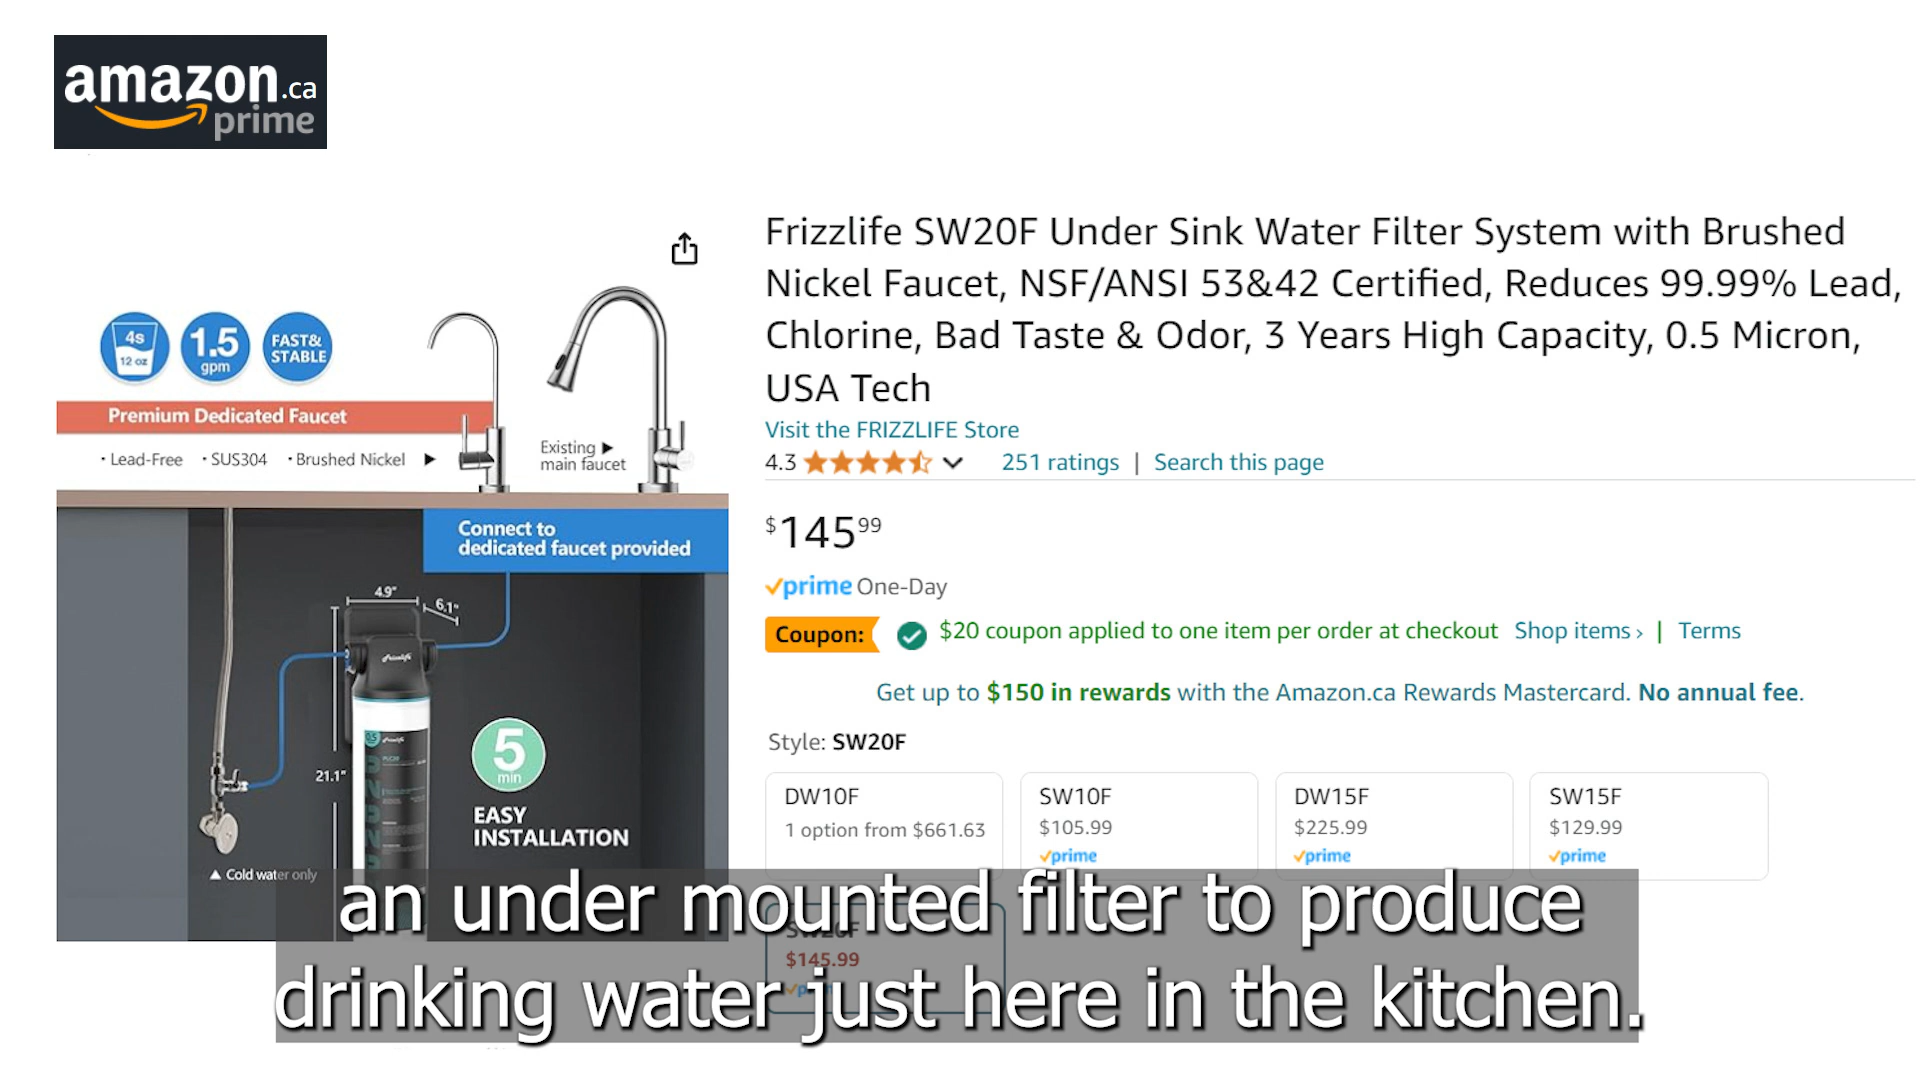 amazon.ca
prime
Frizzlife SW20F Under Sink Water Filter System with Brushed
Nickel Faucet, NSF/ANSI 53&42 Certified, Reduces 99.99% Lead,
Chlorine, Bad Taste & Odor, 3 Years High Capacity, 0.5 Micron,
USA Tech
Visit the FRIZZLIFE Store
4.3
251 ratings | Search this page
$145.99
prime One-Day
Coupon: $20 coupon applied to one item per order at checkout Shop items › | Terms
Get up to $150 in rewards with the Amazon.ca Rewards Mastercard. No annual fee.
Style: SW20F
DW10F
1 option from $661.63
SW10F
$105.99
prime
DW15F
$225.99
prime
SW15F
$129.99
prime
SW20F
$145.99
4s
12 oz
1.5
gpm
FAST&
STABLE
Premium Dedicated Faucet
· Lead-Free · SUS304 · Brushed Nickel ▶
Existing ▶
main faucet
Connect to
dedicated faucet provided
4.9"
6.1"
Frizzlife
21.1"
0.5
5
min
EASY
INSTALLATION
▲ Cold water only
an under mounted filter to produce
drinking water just here in the kitchen.